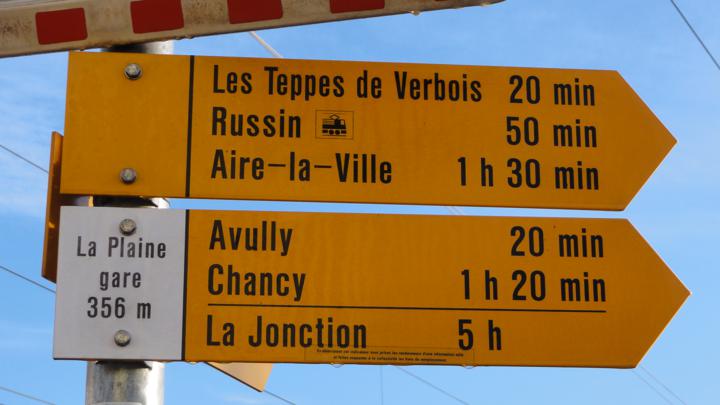 Les Teppes de Verbois 20 min
Russin 50 min
Aire-la-Ville 1 h 30 min
La Plaine
gare
356 m
Avully 20 min
Chancy 1 h 20 min
La Jonction 5 h